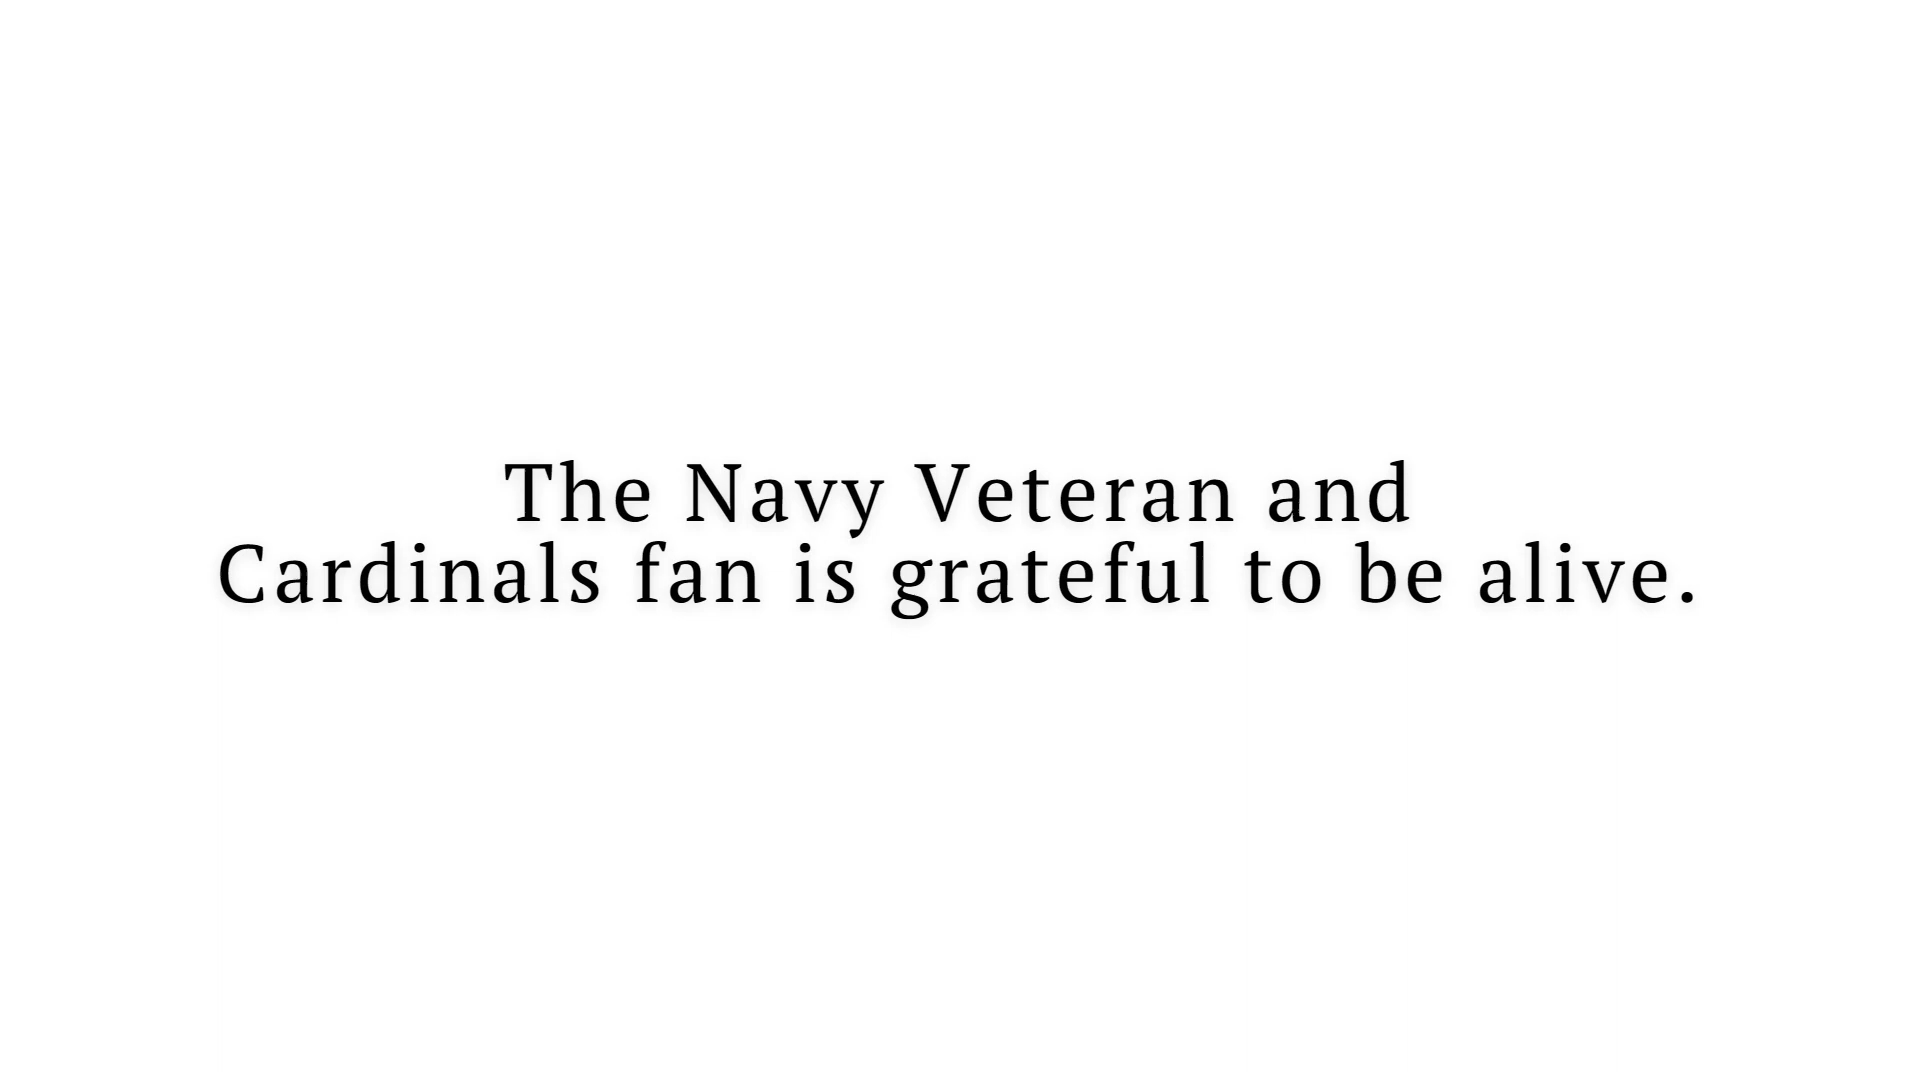 The Navy Veteran and
Cardinals fan is grateful to be alive.